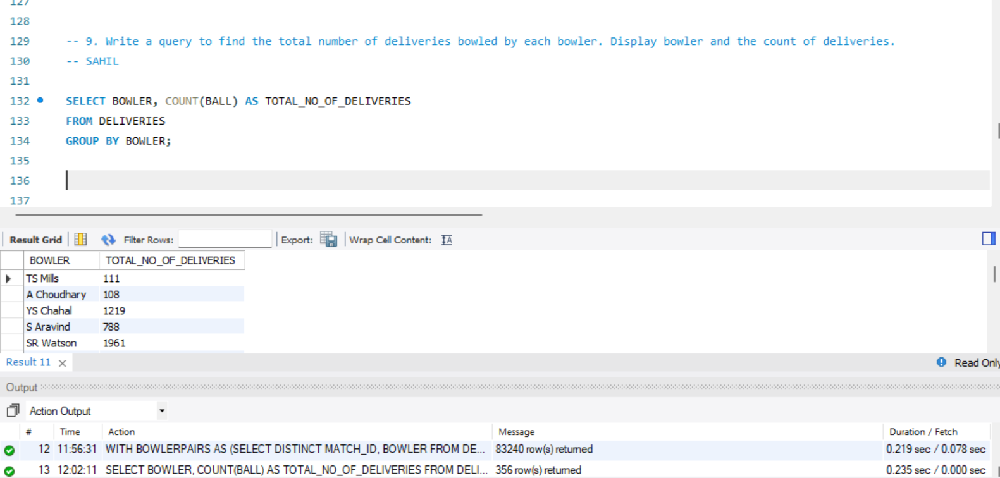 127
128
129 -- 9. Write a query to find the total number of deliveries bowled by each bowler. Display bowler and the count of deliveries.
130 -- SAHIL
131
132 SELECT BOWLER, COUNT(BALL) AS TOTAL_NO_OF_DELIVERIES
133 FROM DELIVERIES
134 GROUP BY BOWLER;
135
136
137
Result Grid Filter Rows: Export: Wrap Cell Content: IA
BOWLER TOTAL_NO_OF_DELIVERIES
TS Mills 111
A Choudhary 108
YS Chahal 1219
S Aravind 788
SR Watson 1961
Result 11 × Read Only
Output
Action Output
# Time Action Message Duration / Fetch
12 11:56:31 WITH BOWLERPAIRS AS (SELECT DISTINCT MATCH_ID, BOWLER FROM DE... 83240 row(s) returned 0.219 sec / 0.078 sec
13 12:02:11 SELECT BOWLER, COUNT(BALL) AS TOTAL_NO_OF_DELIVERIES FROM DELI... 356 row(s) returned 0.235 sec / 0.000 sec